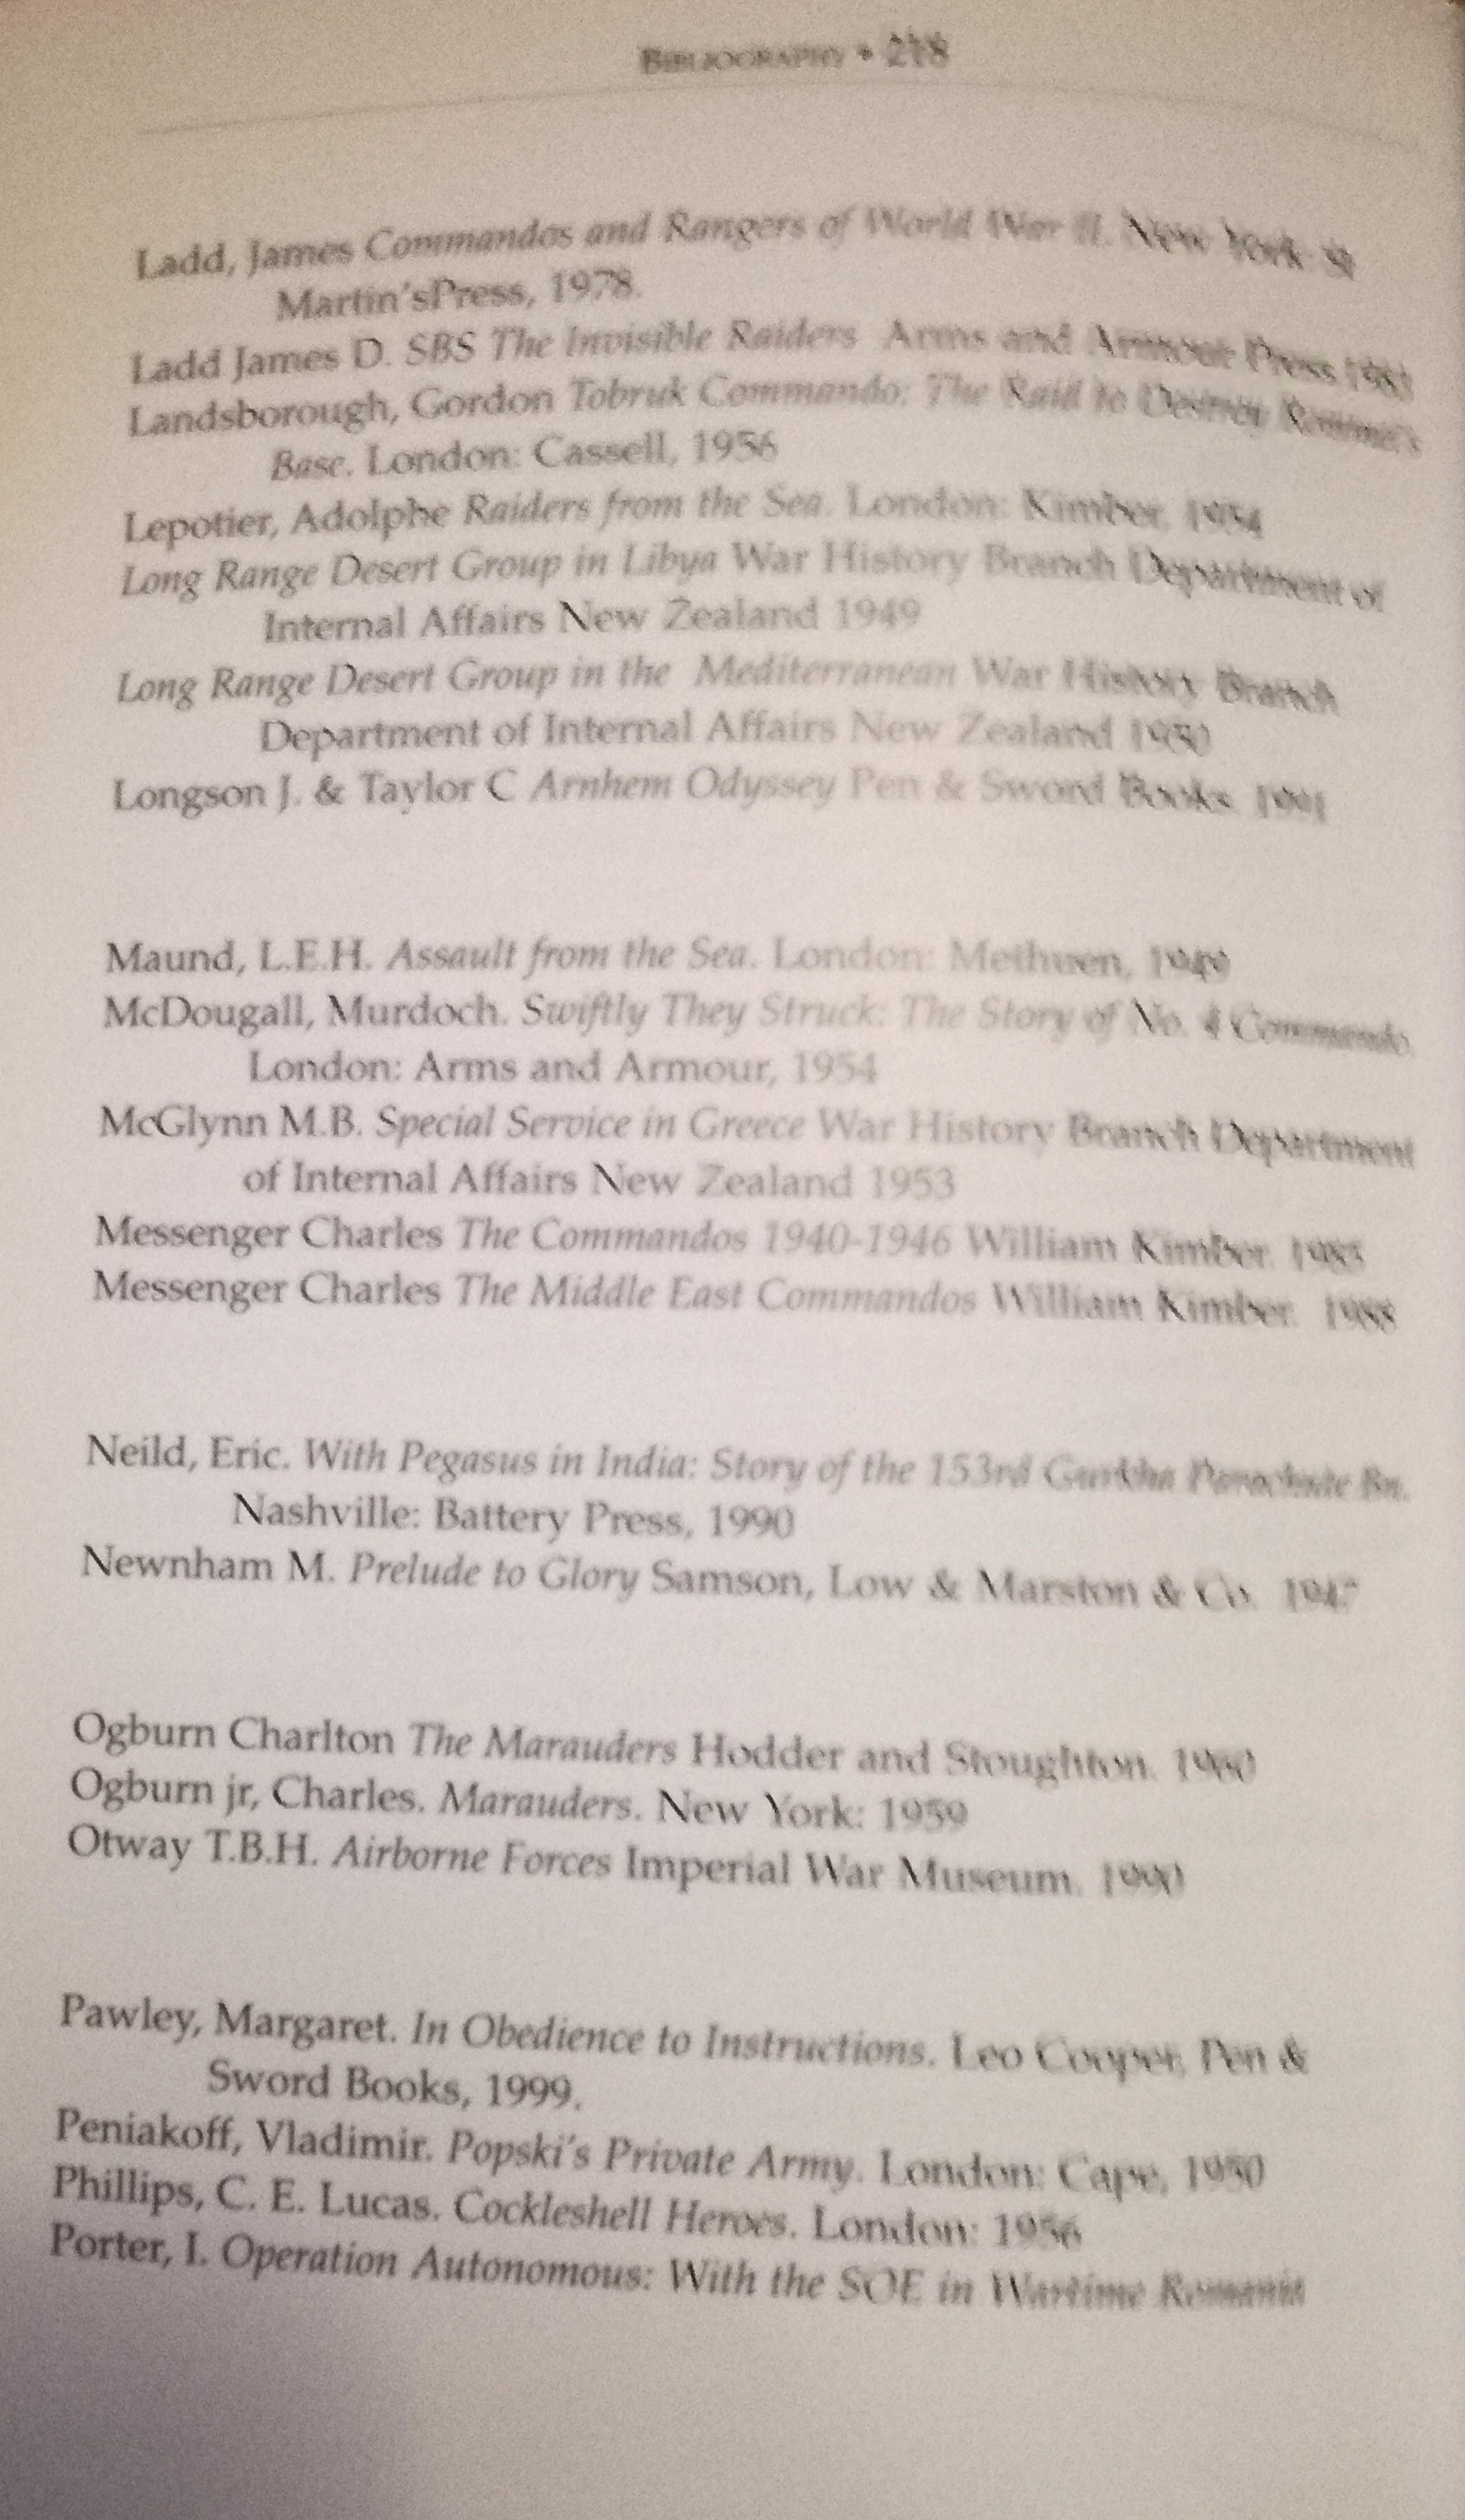 BIBLIOGRAPHY • 218
Ladd, James Commandos and Rangers of World War II. New York: St
Martin'sPress, 1978.
Ladd James D. SBS The Invisible Raiders Arms and Armour Press 1983
Landsborough, Gordon Tobruk Commando: The Raid to Destroy Rommel's
Base. London: Cassell, 1956
Lepotier, Adolphe Raiders from the Sea. London: Kimber, 1954
Long Range Desert Group in Libya War History Branch Department of
Internal Affairs New Zealand 1949
Long Range Desert Group in the Mediterranean War History Branch
Department of Internal Affairs New Zealand 1950
Longson J. & Taylor C Arnhem Odyssey Pen & Sword Books. 1991
Maund, L.E.H. Assault from the Sea. London: Methuen, 1949
McDougall, Murdoch. Swiftly They Struck: The Story of No. 4 Commando.
London: Arms and Armour, 1954
McGlynn M.B. Special Service in Greece War History Branch Department
of Internal Affairs New Zealand 1953
Messenger Charles The Commandos 1940-1946 William Kimber. 1985
Messenger Charles The Middle East Commandos William Kimber. 1988
Neild, Eric. With Pegasus in India: Story of the 153rd Gurkha Parachute Bn.
Nashville: Battery Press, 1990
Newnham M. Prelude to Glory Samson, Low & Marston & Co. 1947
Ogburn Charlton The Marauders Hodder and Stoughton. 1960
Ogburn jr, Charles. Marauders. New York: 1959
Otway T.B.H. Airborne Forces Imperial War Museum. 1990
Pawley, Margaret. In Obedience to Instructions. Leo Cooper, Pen &
Sword Books, 1999.
Peniakoff, Vladimir. Popski's Private Army. London: Cape, 1950
Phillips, C. E. Lucas. Cockleshell Heroes. London: 1956
Porter, I. Operation Autonomous: With the SOE in Wartime Romania